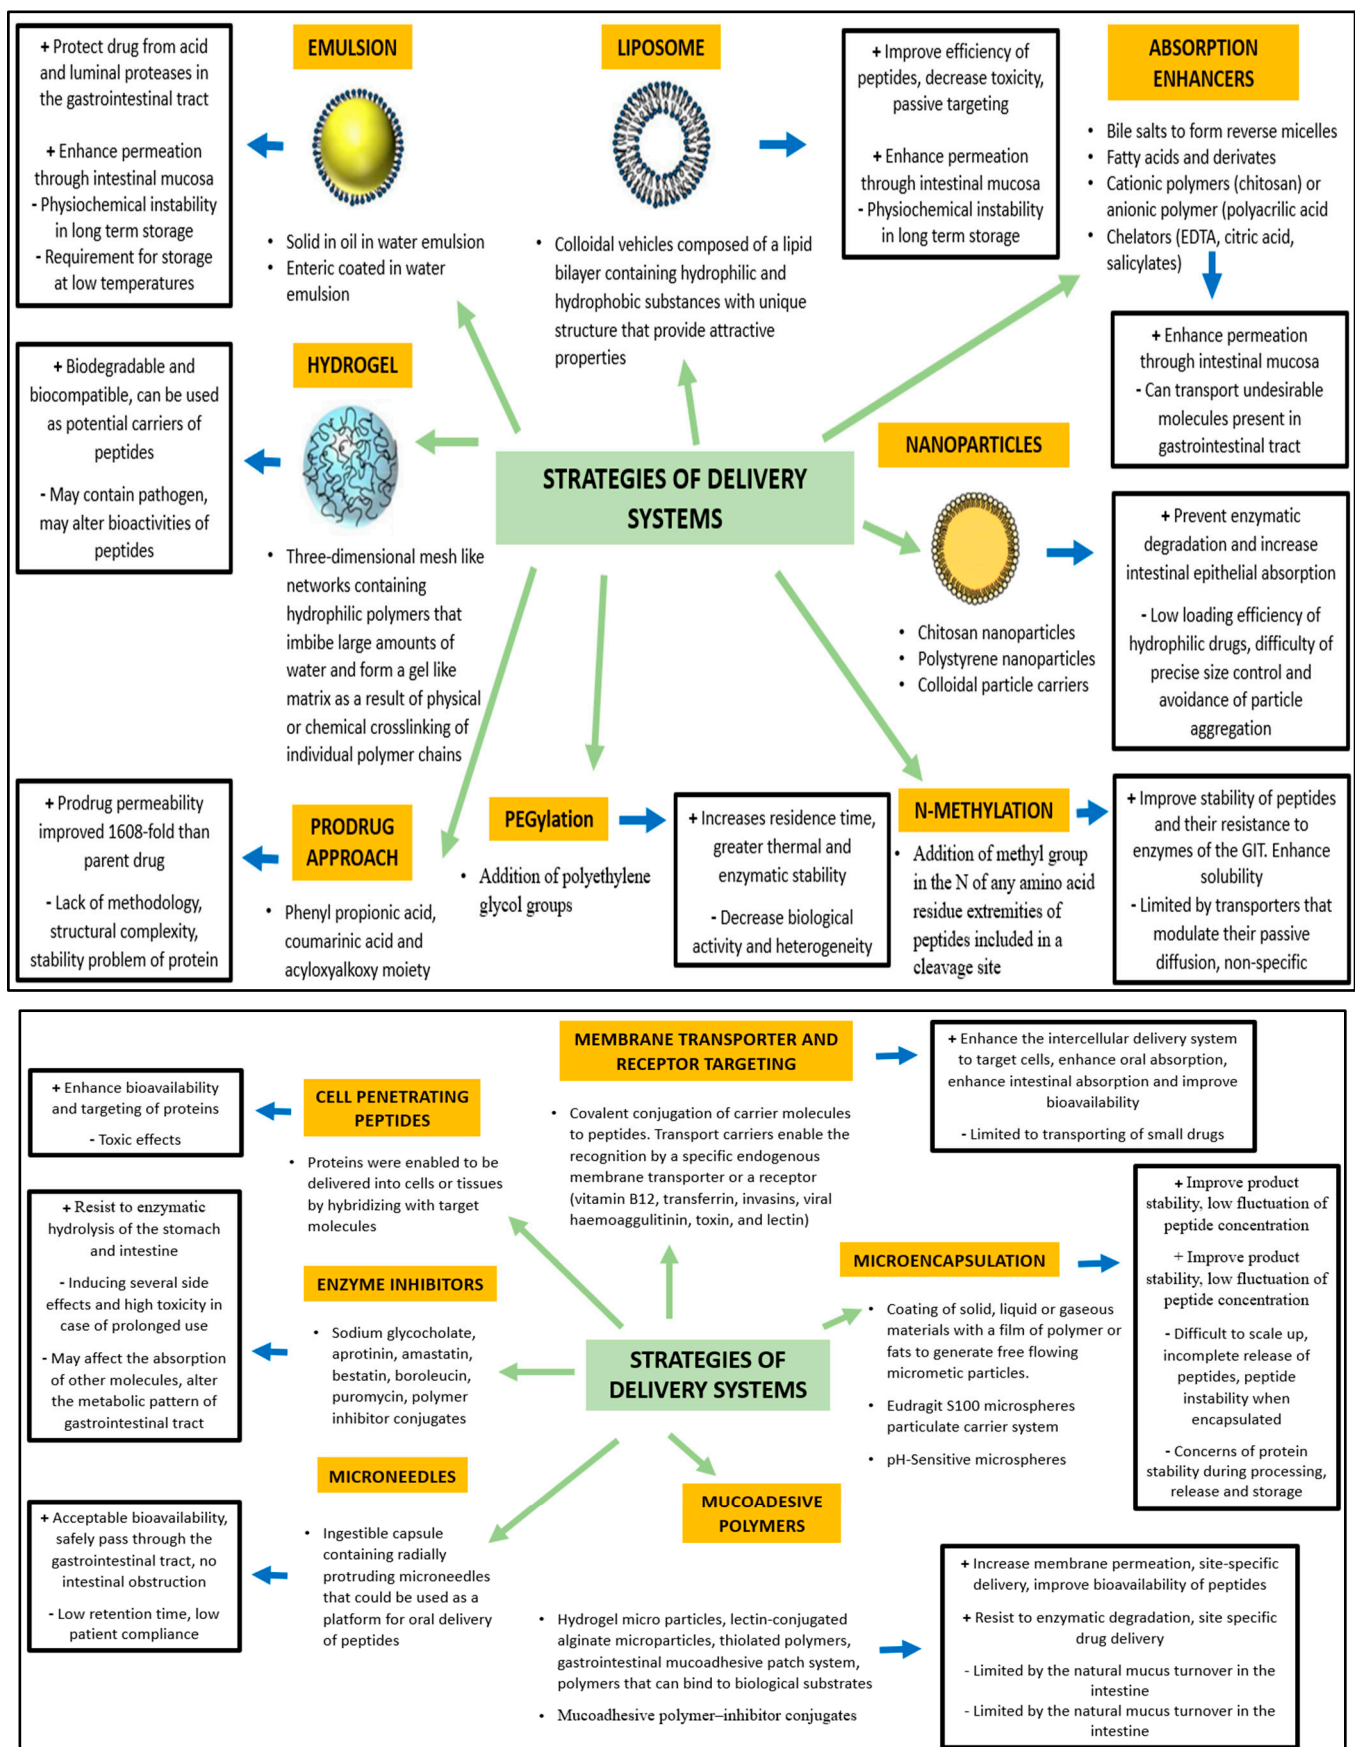 + Protect drug from acid
and luminal proteases in
the gastrointestinal tract
+ Enhance permeation
through intestinal mucosa
- Physiochemical instability
in long term storage
- Requirement for storage
at low temperatures
EMULSION
• Solid in oil in water emulsion
• Enteric coated in water
emulsion
LIPOSOME
• Colloidal vehicles composed of a lipid
bilayer containing hydrophilic and
hydrophobic substances with unique
structure that provide attractive
properties
+ Improve efficiency of
peptides, decrease toxicity,
passive targeting
+ Enhance permeation
through intestinal mucosa
- Physiochemical instability
in long term storage
ABSORPTION
ENHANCERS
• Bile salts to form reverse micelles
• Fatty acids and derivates
• Cationic polymers (chitosan) or
anionic polymer (polyacrilic acid
• Chelators (EDTA, citric acid,
salicylates)
+ Enhance permeation
through intestinal mucosa
- Can transport undesirable
molecules present in
gastrointestinal tract
+ Biodegradable and
biocompatible, can be used
as potential carriers of
peptides
- May contain pathogen,
may alter bioactivities of
peptides
HYDROGEL
• Three-dimensional mesh like
networks containing
hydrophilic polymers that
imbibe large amounts of
water and form a gel like
matrix as a result of physical
or chemical crosslinking of
individual polymer chains
STRATEGIES OF DELIVERY
SYSTEMS
NANOPARTICLES
• Chitosan nanoparticles
• Polystyrene nanoparticles
• Colloidal particle carriers
+ Prevent enzymatic
degradation and increase
intestinal epithelial absorption
- Low loading efficiency of
hydrophilic drugs, difficulty of
precise size control and
avoidance of particle
aggregation
+ Prodrug permeability
improved 1608-fold than
parent drug
- Lack of methodology,
structural complexity,
stability problem of protein
PRODRUG
APPROACH
• Phenyl propionic acid,
coumarinic acid and
acyloxyalkoxy moiety
PEGylation
• Addition of polyethylene
glycol groups
+ Increases residence time,
greater thermal and
enzymatic stability
- Decrease biological
activity and heterogeneity
N-METHYLATION
• Addition of methyl group
in the N of any amino acid
residue extremities of
peptides included in a
cleavage site
+ Improve stability of peptides
and their resistance to
enzymes of the GIT. Enhance
solubility
- Limited by transporters that
modulate their passive
diffusion, non-specific
+ Enhance bioavailability
and targeting of proteins
- Toxic effects
CELL PENETRATING
PEPTIDES
• Proteins were enabled to be
delivered into cells or tissues
by hybridizing with target
molecules
MEMBRANE TRANSPORTER AND
RECEPTOR TARGETING
• Covalent conjugation of carrier molecules
to peptides. Transport carriers enable the
recognition by a specific endogenous
membrane transporter or a receptor
(vitamin B12, transferrin, invasins, viral
haemoaggulitinin, toxin, and lectin)
+ Enhance the intercellular delivery system
to target cells, enhance oral absorption,
enhance intestinal absorption and improve
bioavailability
- Limited to transporting of small drugs
+ Resist to enzymatic
hydrolysis of the stomach
and intestine
- Inducing several side
effects and high toxicity in
case of prolonged use
- May affect the absorption
of other molecules, alter
the metabolic pattern of
gastrointestinal tract
ENZYME INHIBITORS
• Sodium glycocholate,
aprotinin, amastatin,
bestatin, boroleucin,
puromycin, polymer
inhibitor conjugates
STRATEGIES OF
DELIVERY SYSTEMS
MICROENCAPSULATION
• Coating of solid, liquid or gaseous
materials with a film of polymer or
fats to generate free flowing
micrometic particles.
• Eudragit S100 microspheres
particulate carrier system
• pH-Sensitive microspheres
+ Improve product
stability, low fluctuation of
peptide concentration
+ Improve product
stability, low fluctuation of
peptide concentration
- Difficult to scale up,
incomplete release of
peptides, peptide
instability when
encapsulated
- Concerns of protein
stability during processing,
release and storage
+ Acceptable bioavailability,
safely pass through the
gastrointestinal tract, no
intestinal obstruction
- Low retention time, low
patient compliance
MICRONEEDLES
• Ingestible capsule
containing radially
protruding microneedles
that could be used as a
platform for oral delivery
of peptides
MUCOADESIVE
POLYMERS
• Hydrogel micro particles, lectin-conjugated
alginate microparticles, thiolated polymers,
gastrointestinal mucoadhesive patch system,
polymers that can bind to biological substrates
• Mucoadhesive polymer–inhibitor conjugates
+ Increase membrane permeation, site-specific
delivery, improve bioavailability of peptides
+ Resist to enzymatic degradation, site specific
drug delivery
- Limited by the natural mucus turnover in the
intestine
- Limited by the natural mucus turnover in the
intestine